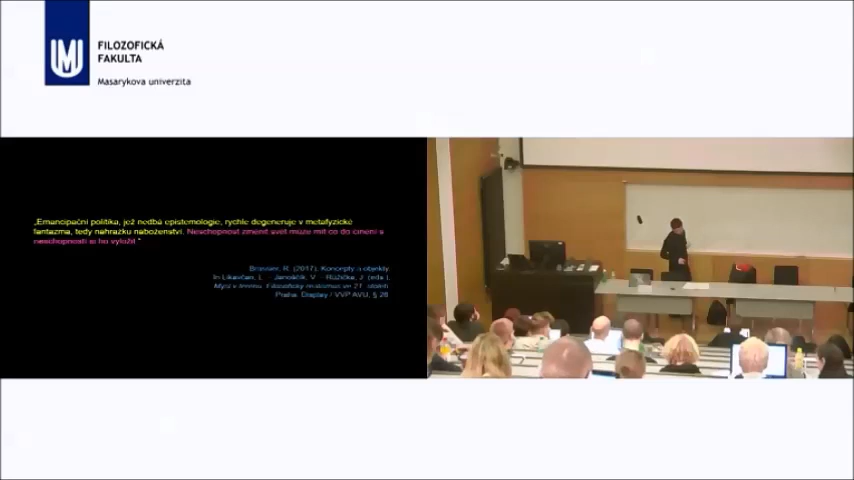 FILOZOFICKÁ
FAKULTA
Masarykova univerzita
„Emancipační politika, jež nedbá epistemologie, rychle degeneruje v metafyzické
fantazma, tedy nahražku náboženství. Neschopnost změnit svět může mít co do činění s
neschopností si ho vyložit.“
Brassier, R. (2017). Koncepty a objekty.
In Likavčan, L. – Janoščík, V. – Růžička, J. (eds.).
Mysl v terénu. Filosofický realismus ve 21. století.
Praha: Display / VVP AVU, § 28